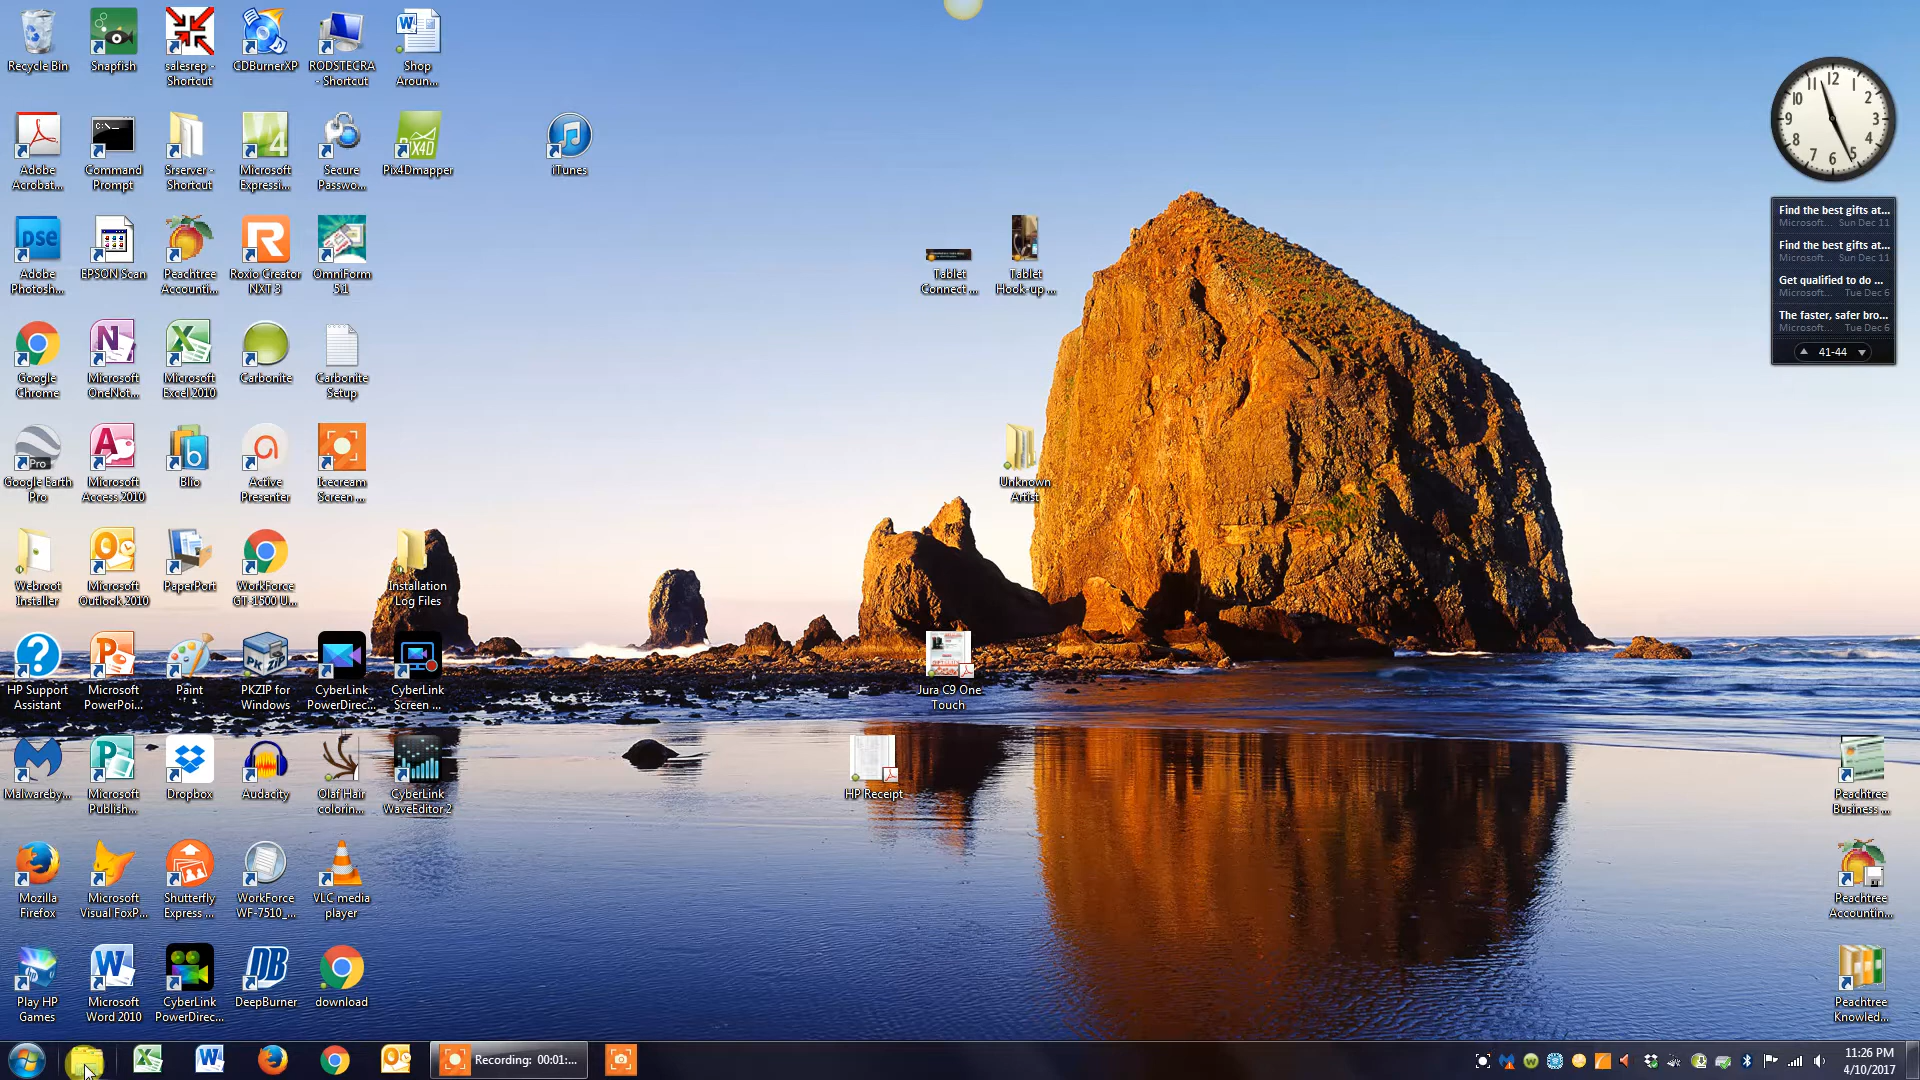 Recycle Bin
Snapfish
salesrep -
Shortcut
CDBurnerXP
RODSTECRA
- Shortcut
Shop
Aroun...
Adobe
Acrobat...
Command
Prompt
Srserver -
Shortcut
Microsoft
Expressi...
Secure
Passwo...
Pix4Dmapper
iTunes
Adobe
Photosh...
EPSON Scan
Peachtree
Accounti...
Roxio Creator
NXT 3
OmniForm
5.1
Tablet
Connect ...
Tablet
Hook-up ...
Google
Chrome
Microsoft
OneNot...
Microsoft
Excel 2010
Carbonite
Carbonite
Setup
Google Earth
Pro
Microsoft
Access 2010
Blio
Active
Presenter
Icecream
Screen ...
Unknown
Artist
Webroot
Installer
Microsoft
Outlook 2010
PaperPort
WorkForce
GT-1500 U...
Installation
Log Files
HP Support
Assistant
Microsoft
PowerPoi...
Paint
PKZIP for
Windows
CyberLink
PowerDirec...
CyberLink
Screen ...
Jura C9 One
Touch
Malwareby...
Microsoft
Publish...
Dropbox
Audacity
Olaf Hair
colorin...
CyberLink
WaveEditor 2
HP Receipt
Mozilla
Firefox
Microsoft
Visual FoxP...
Shutterfly
Express ...
WorkForce
WF-7510_...
VLC media
player
Play HP
Games
Microsoft
Word 2010
CyberLink
PowerDirec...
DeepBurner
download
Find the best gifts at...
Microsoft... Sun Dec 11
Find the best gifts at...
Microsoft... Sun Dec 11
Get qualified to do ...
Microsoft... Tue Dec 6
The faster, safer bro...
Microsoft... Tue Dec 6
41-44
Peachtree
Business ...
Peachtree
Accountin...
Peachtree
Knowled...
Recording: 00:01:...
11:26 PM
4/10/2017